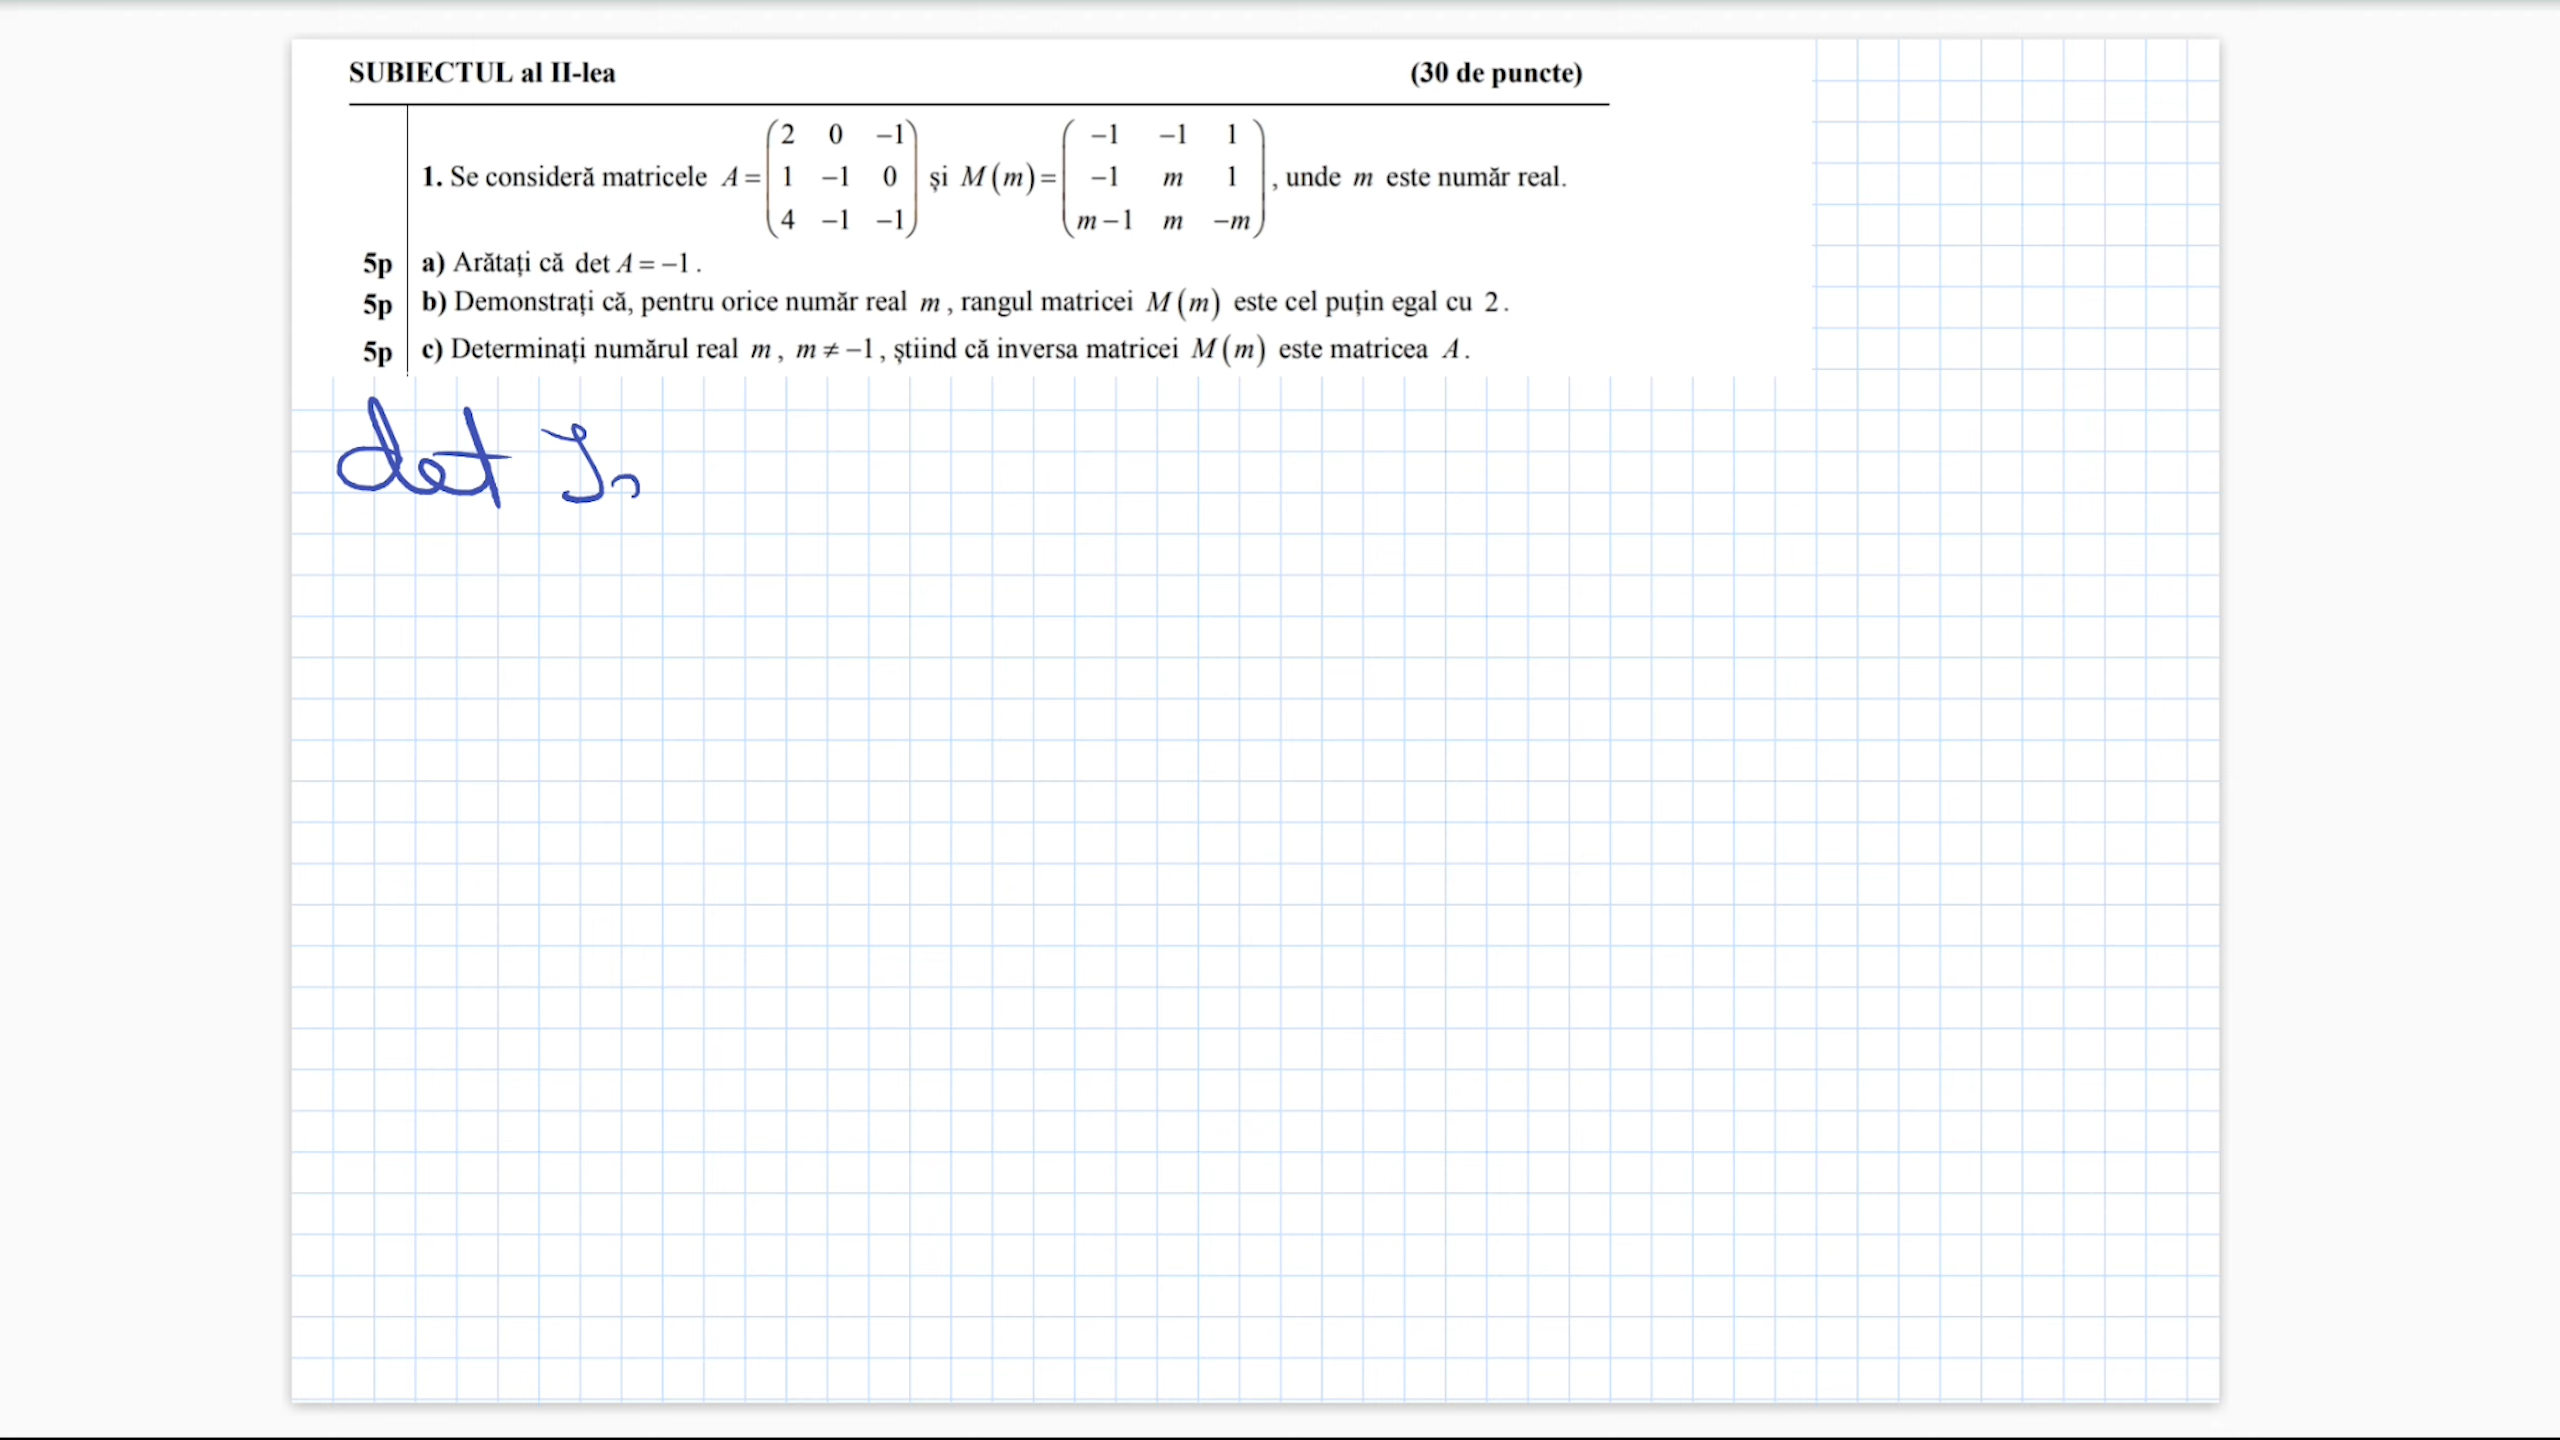 SUBIECTUL al II-lea (30 de puncte)
1. Se consideră matricele A = (2 0 −1; 1 −1 0; 4 −1 −1) și M(m) = (−1 −1 1; −1 m 1; m−1 m −m), unde m este număr real.
5p a) Arătați că det A = −1.
5p b) Demonstrați că, pentru orice număr real m, rangul matricei M(m) este cel puțin egal cu 2.
5p c) Determinați numărul real m, m ≠ −1, știind că inversa matricei M(m) este matricea A.
det